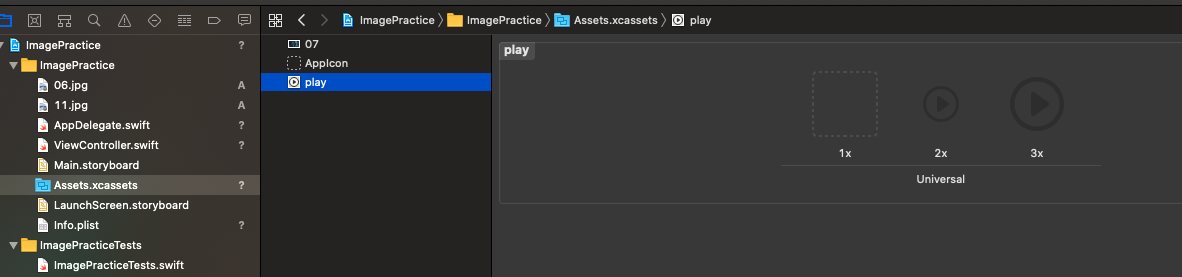 ImagePractice ImagePractice Assets.xcassets play
ImagePractice ?
ImagePractice
06.jpg A
11.jpg A
AppDelegate.swift ?
ViewController.swift ?
Main.storyboard
Assets.xcassets ?
LaunchScreen.storyboard
Info.plist ?
ImagePracticeTests
ImagePracticeTests.swift
07
AppIcon
play
play
1x 2x 3x
Universal